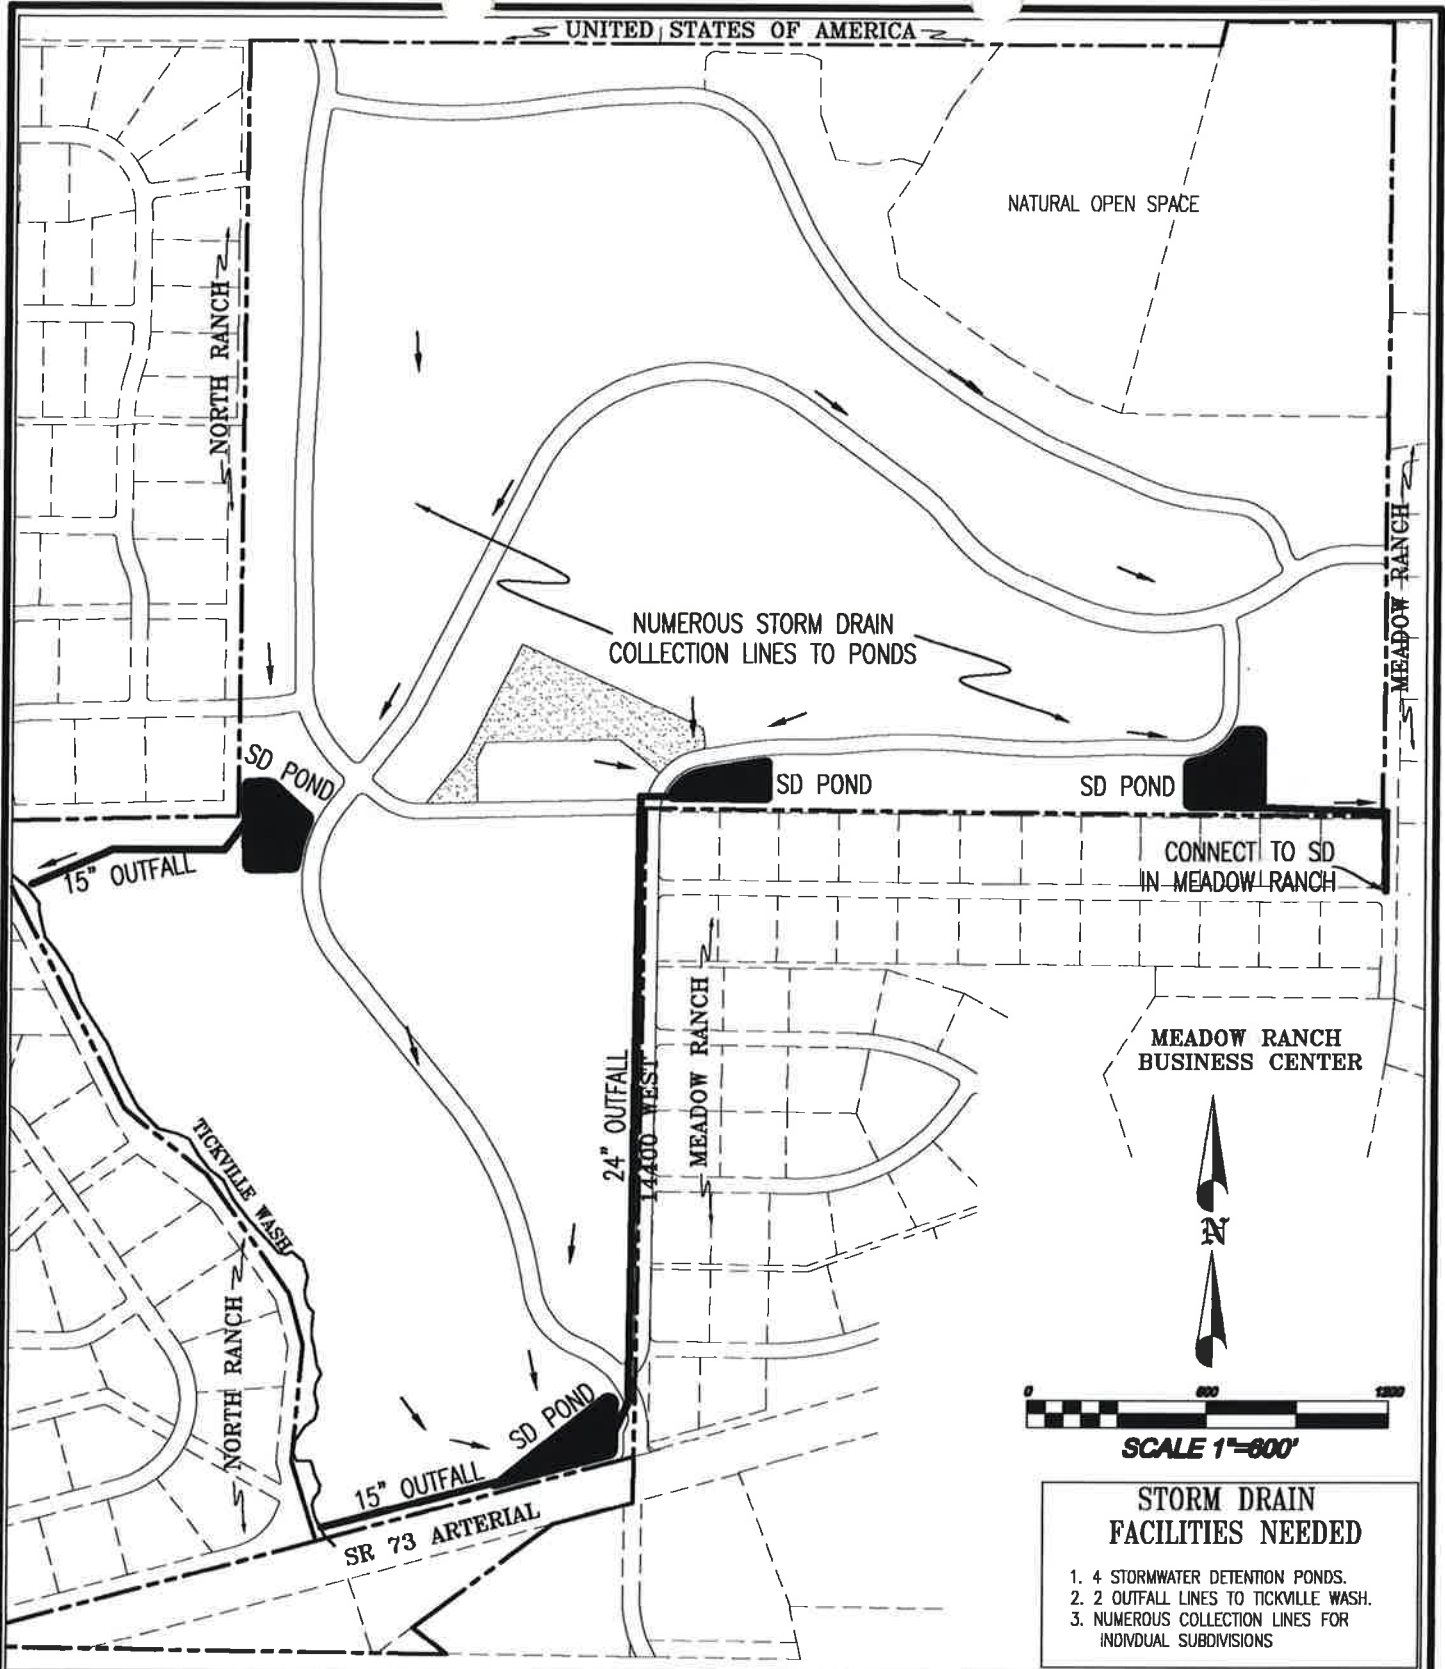 UNITED STATES OF AMERICA
NATURAL OPEN SPACE
NORTH RANCH
MEADOW RANCH
NUMEROUS STORM DRAIN
COLLECTION LINES TO PONDS
SD POND
SD POND
SD POND
15" OUTFALL
CONNECT TO SD
IN MEADOW RANCH
MEADOW RANCH
24" OUTFALL
14400 WEST
MEADOW RANCH
BUSINESS CENTER
TICKVILLE WASH
NORTH RANCH
N
0 600 1200
SCALE 1"=600'
SD POND
15" OUTFALL
SR 73 ARTERIAL
STORM DRAIN
FACILITIES NEEDED
1. 4 STORMWATER DETENTION PONDS.
2. 2 OUTFALL LINES TO TICKVILLE WASH.
3. NUMEROUS COLLECTION LINES FOR
INDIVDUAL SUBDIVISIONS